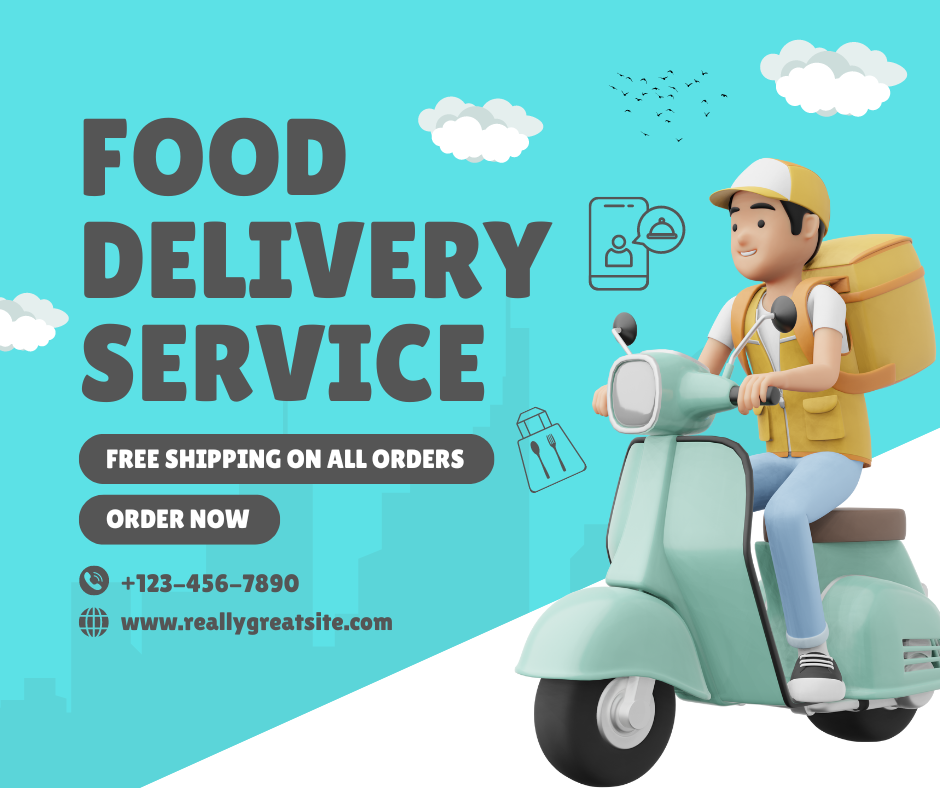 FOOD
DELIVERY
SERVICE
FREE SHIPPING ON ALL ORDERS
ORDER NOW
+123-456-7890
www.reallygreatsite.com